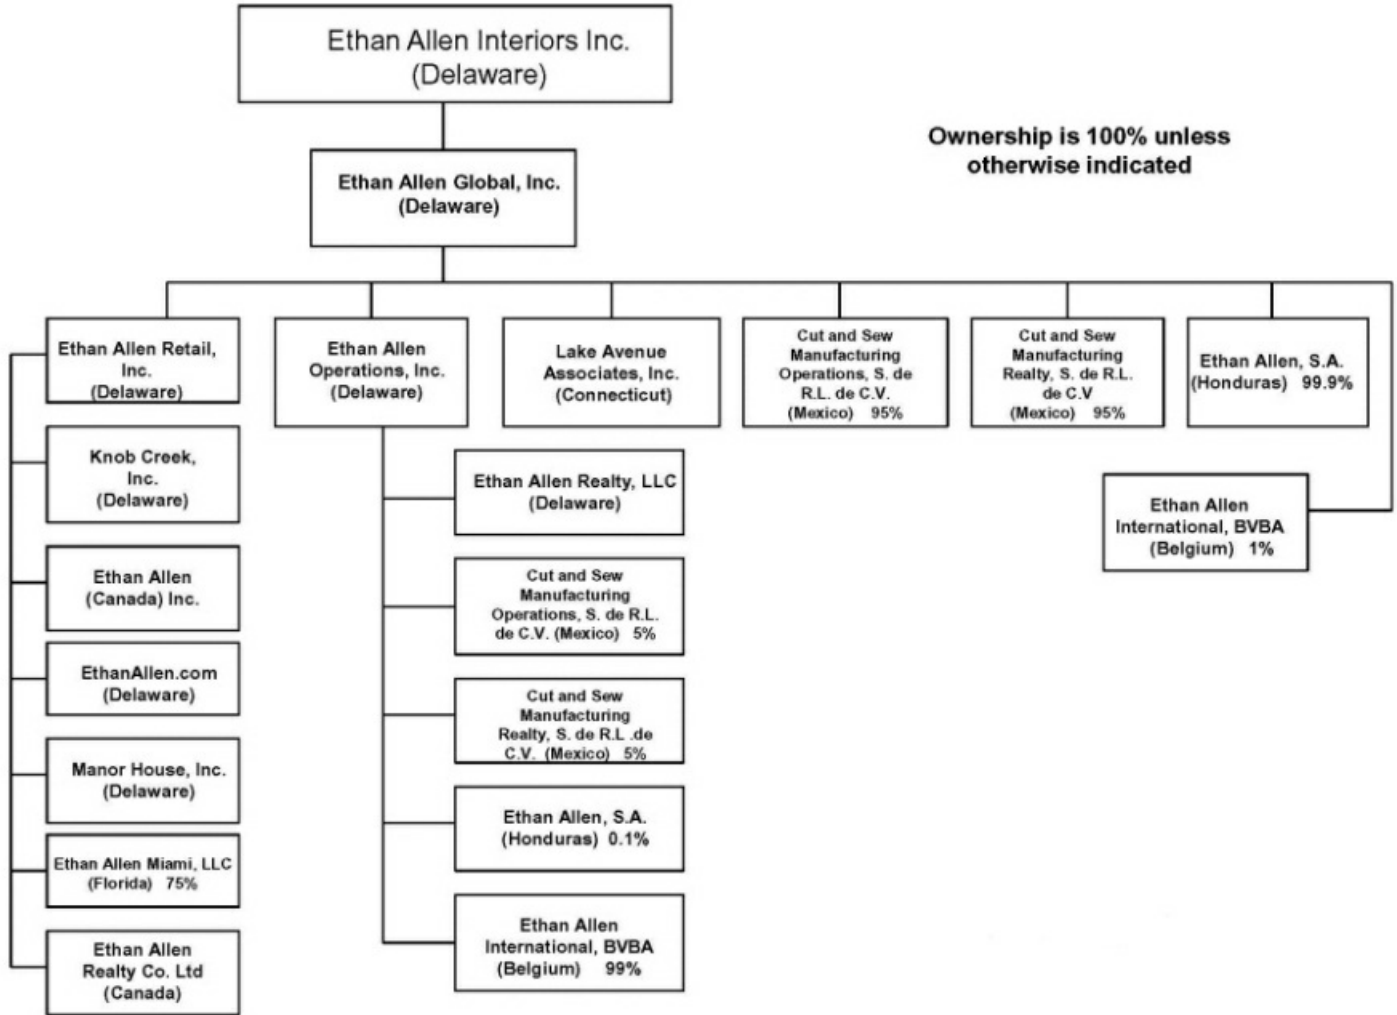 Ethan Allen Interiors Inc.
(Delaware)
Ownership is 100% unless
otherwise indicated
Ethan Allen Global, Inc.
(Delaware)
Ethan Allen Retail,
Inc.
(Delaware)
Ethan Allen
Operations, Inc.
(Delaware)
Lake Avenue
Associates, Inc.
(Connecticut)
Cut and Sew
Manufacturing
Operations, S. de
R.L. de C.V.
(Mexico) 95%
Cut and Sew
Manufacturing
Realty, S. de R.L.
de C.V
(Mexico) 95%
Ethan Allen, S.A.
(Honduras) 99.9%
Knob Creek,
Inc.
(Delaware)
Ethan Allen
(Canada) Inc.
EthanAllen.com
(Delaware)
Manor House, Inc.
(Delaware)
Ethan Allen Miami, LLC
(Florida) 75%
Ethan Allen
Realty Co. Ltd
(Canada)
Ethan Allen Realty, LLC
(Delaware)
Cut and Sew
Manufacturing
Operations, S. de R.L.
de C.V. (Mexico) 5%
Cut and Sew
Manufacturing
Realty, S. de R.L .de
C.V. (Mexico) 5%
Ethan Allen, S.A.
(Honduras) 0.1%
Ethan Allen
International, BVBA
(Belgium) 99%
Ethan Allen
International, BVBA
(Belgium) 1%